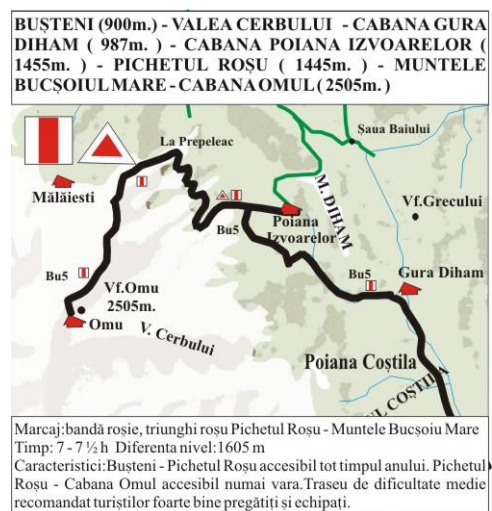 BUȘTENI (900m.) - VALEA CERBULUI - CABANA GURA
DIHAM ( 987m. ) - CABANA POIANA IZVOARELOR (
1455m. ) - PICHETUL ROȘU ( 1445m. ) - MUNTELE
BUCȘOIUL MARE - CABANA OMUL ( 2505m. )
La Prepeleac
Șaua Baiului
Mălăiesti
M. DIHAM
Vf.Grecului
Poiana
Izvoarelor
Bu5
Bu5
Gura Diham
Bu5
Vf.Omu
2505m.
Omu
V. Cerbului
Poiana Coștila
COȘTILA
Marcaj:bandă roșie, triunghi roșu Pichetul Roșu - Muntele Bucșoiu Mare
Timp: 7 - 7 ½ h Diferenta nivel:1605 m
Caracteristici:Bușteni - Pichetul Roșu accesibil tot timpul anului. Pichetul
Roșu - Cabana Omul accesibil numai vara.Traseu de dificultate medie
recomandat turiștilor foarte bine pregătiți și echipați.